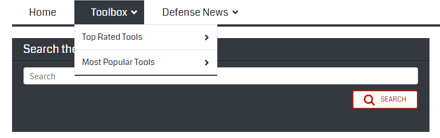 Home Toolbox Defense News
Top Rated Tools
Search the
Most Popular Tools
Search
SEARCH